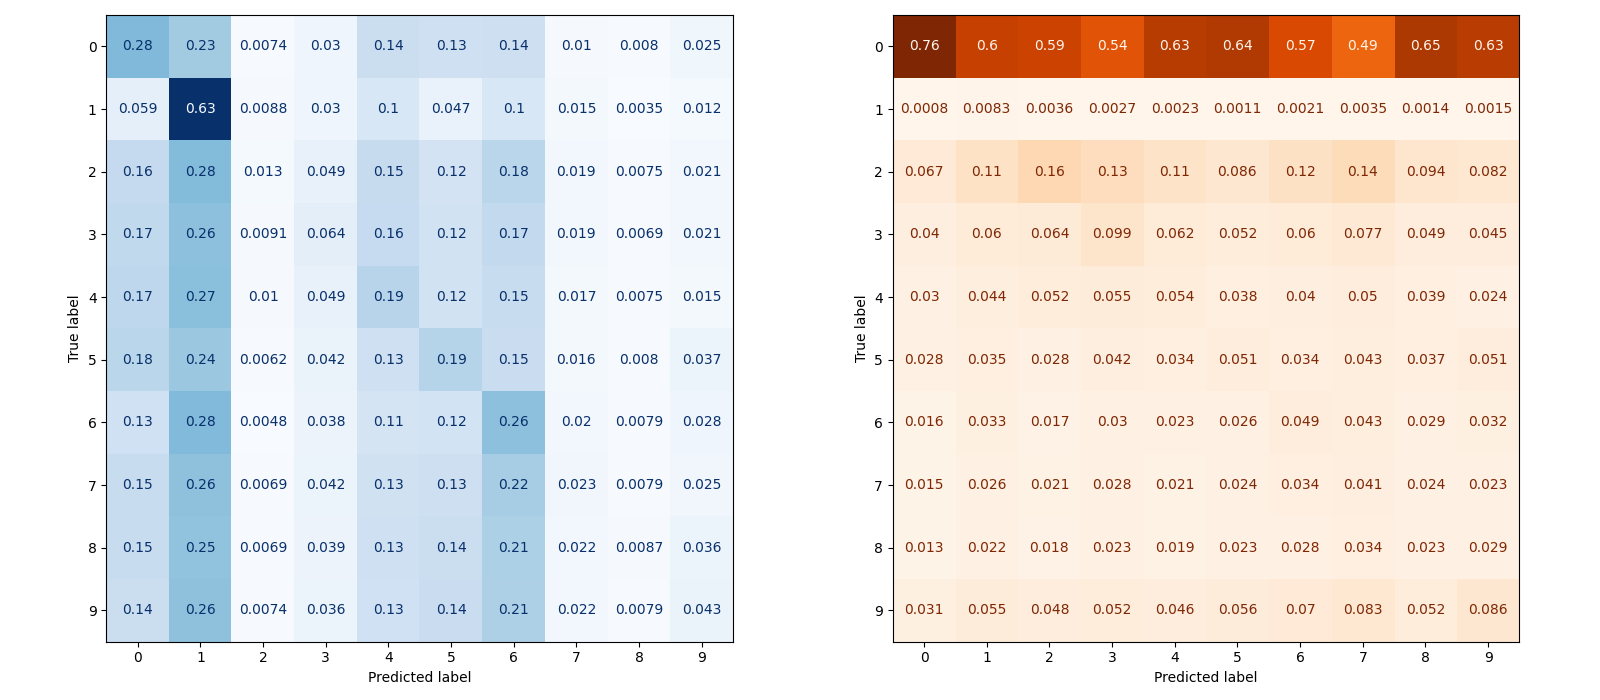 0 0.28 0.23 0.0074 0.03 0.14 0.13 0.14 0.01 0.008 0.025
1 0.059 0.63 0.0088 0.03 0.1 0.047 0.1 0.015 0.0035 0.012
2 0.16 0.28 0.013 0.049 0.15 0.12 0.18 0.019 0.0075 0.021
3 0.17 0.26 0.0091 0.064 0.16 0.12 0.17 0.019 0.0069 0.021
4 0.17 0.27 0.01 0.049 0.19 0.12 0.15 0.017 0.0075 0.015
5 0.18 0.24 0.0062 0.042 0.13 0.19 0.15 0.016 0.008 0.037
6 0.13 0.28 0.0048 0.038 0.11 0.12 0.26 0.02 0.0079 0.028
7 0.15 0.26 0.0069 0.042 0.13 0.13 0.22 0.023 0.0079 0.025
8 0.15 0.25 0.0069 0.039 0.13 0.14 0.21 0.022 0.0087 0.036
9 0.14 0.26 0.0074 0.036 0.13 0.14 0.21 0.022 0.0079 0.043
0 1 2 3 4 5 6 7 8 9
Predicted label
True label
0 0.76 0.6 0.59 0.54 0.63 0.64 0.57 0.49 0.65 0.63
1 0.0008 0.0083 0.0036 0.0027 0.0023 0.0011 0.0021 0.0035 0.0014 0.0015
2 0.067 0.11 0.16 0.13 0.11 0.086 0.12 0.14 0.094 0.082
3 0.04 0.06 0.064 0.099 0.062 0.052 0.06 0.077 0.049 0.045
4 0.03 0.044 0.052 0.055 0.054 0.038 0.04 0.05 0.039 0.024
5 0.028 0.035 0.028 0.042 0.034 0.051 0.034 0.043 0.037 0.051
6 0.016 0.033 0.017 0.03 0.023 0.026 0.049 0.043 0.029 0.032
7 0.015 0.026 0.021 0.028 0.021 0.024 0.034 0.041 0.024 0.023
8 0.013 0.022 0.018 0.023 0.019 0.023 0.028 0.034 0.023 0.029
9 0.031 0.055 0.048 0.052 0.046 0.056 0.07 0.083 0.052 0.086
0 1 2 3 4 5 6 7 8 9
Predicted label
True label